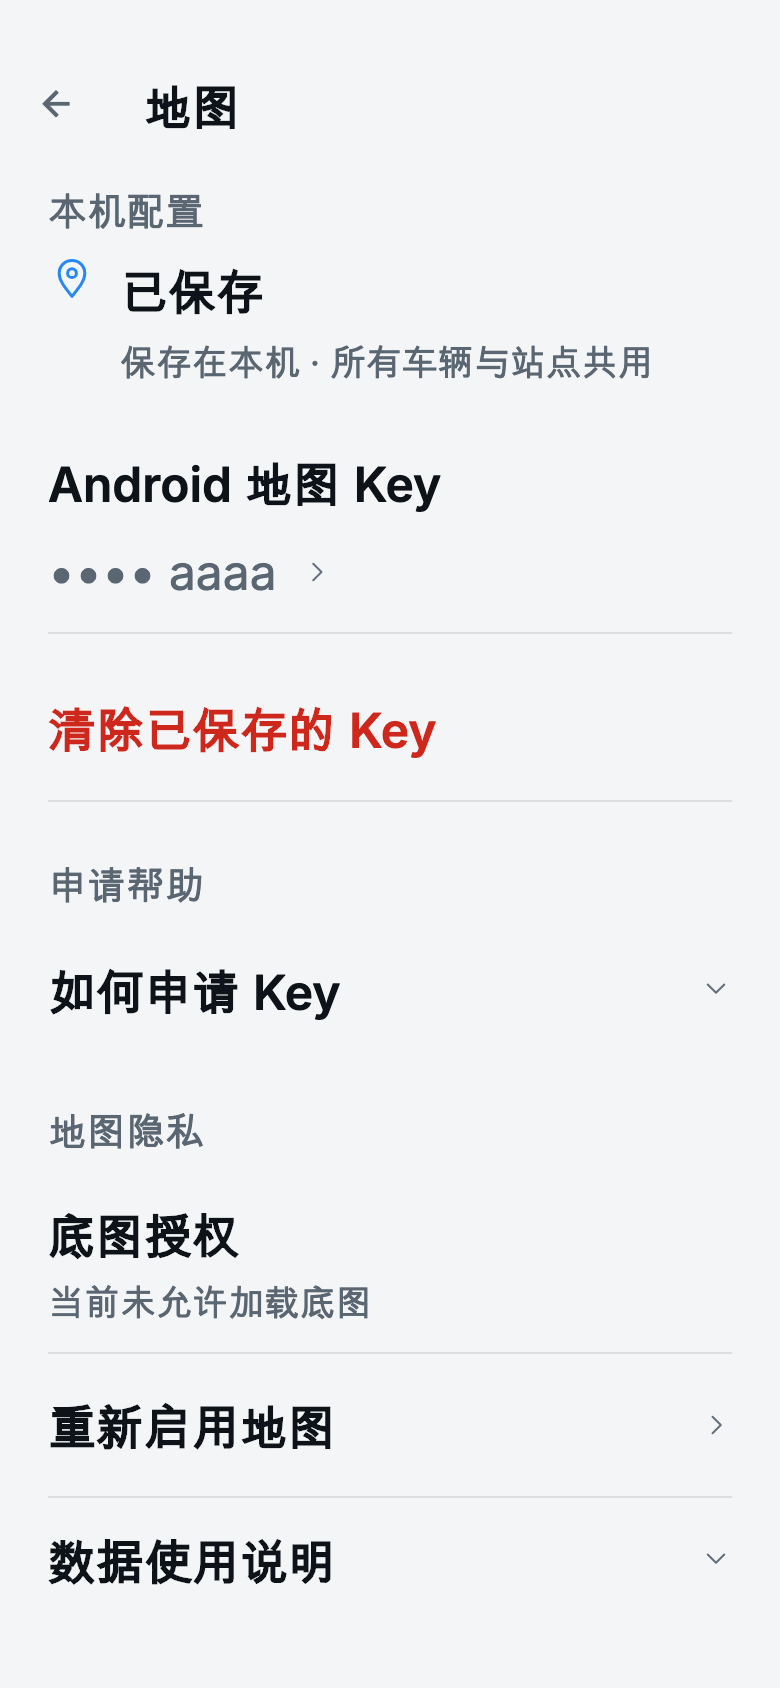 地图
本机配置
已保存
保存在本机 · 所有车辆与站点共用
Android 地图 Key
•••• aaaa
清除已保存的 Key
申请帮助
如何申请 Key
地图隐私
底图授权
当前未允许加载底图
重新启用地图
数据使用说明